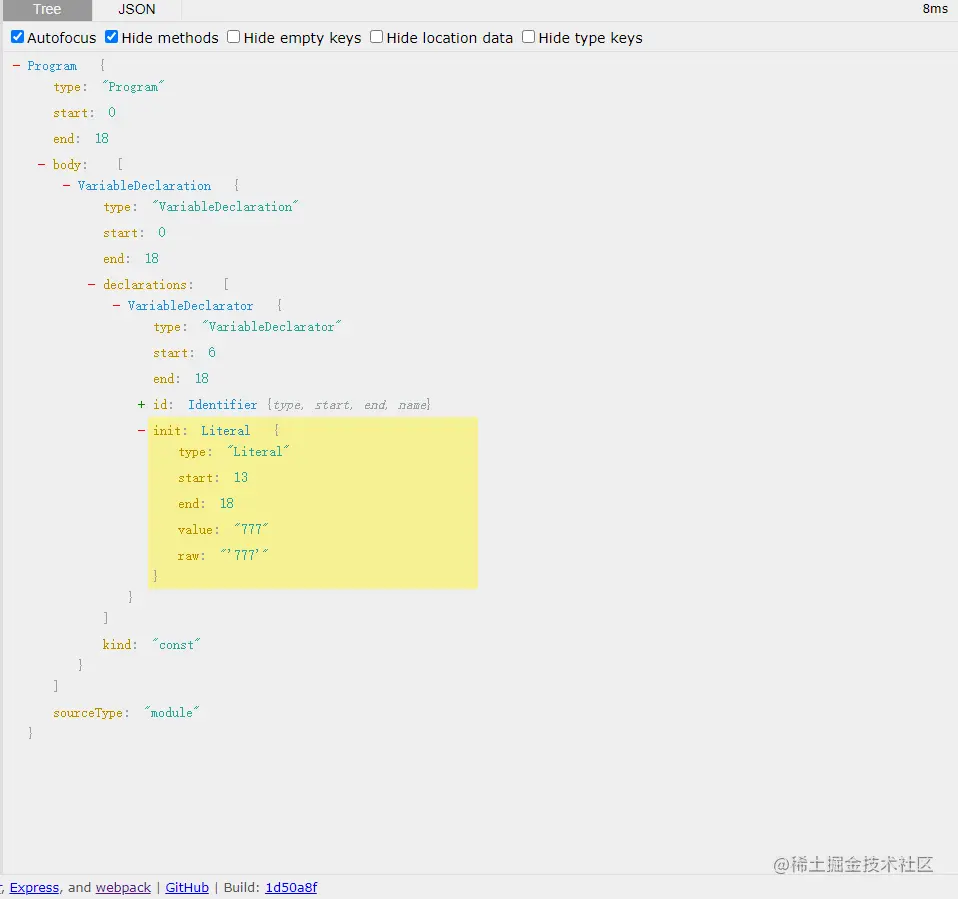 Tree JSON 8ms
Autofocus Hide methods Hide empty keys Hide location data Hide type keys
− Program {
type: "Program"
start: 0
end: 18
− body: [
− VariableDeclaration {
type: "VariableDeclaration"
start: 0
end: 18
− declarations: [
− VariableDeclarator {
type: "VariableDeclarator"
start: 6
end: 18
+ id: Identifier {type, start, end, name}
− init: Literal {
type: "Literal"
start: 13
end: 18
value: "777"
raw: "'777'"
}
}
]
kind: "const"
}
]
sourceType: "module"
}
@稀土掘金技术社区
, Express, and webpack | GitHub | Build: 1d50a8f